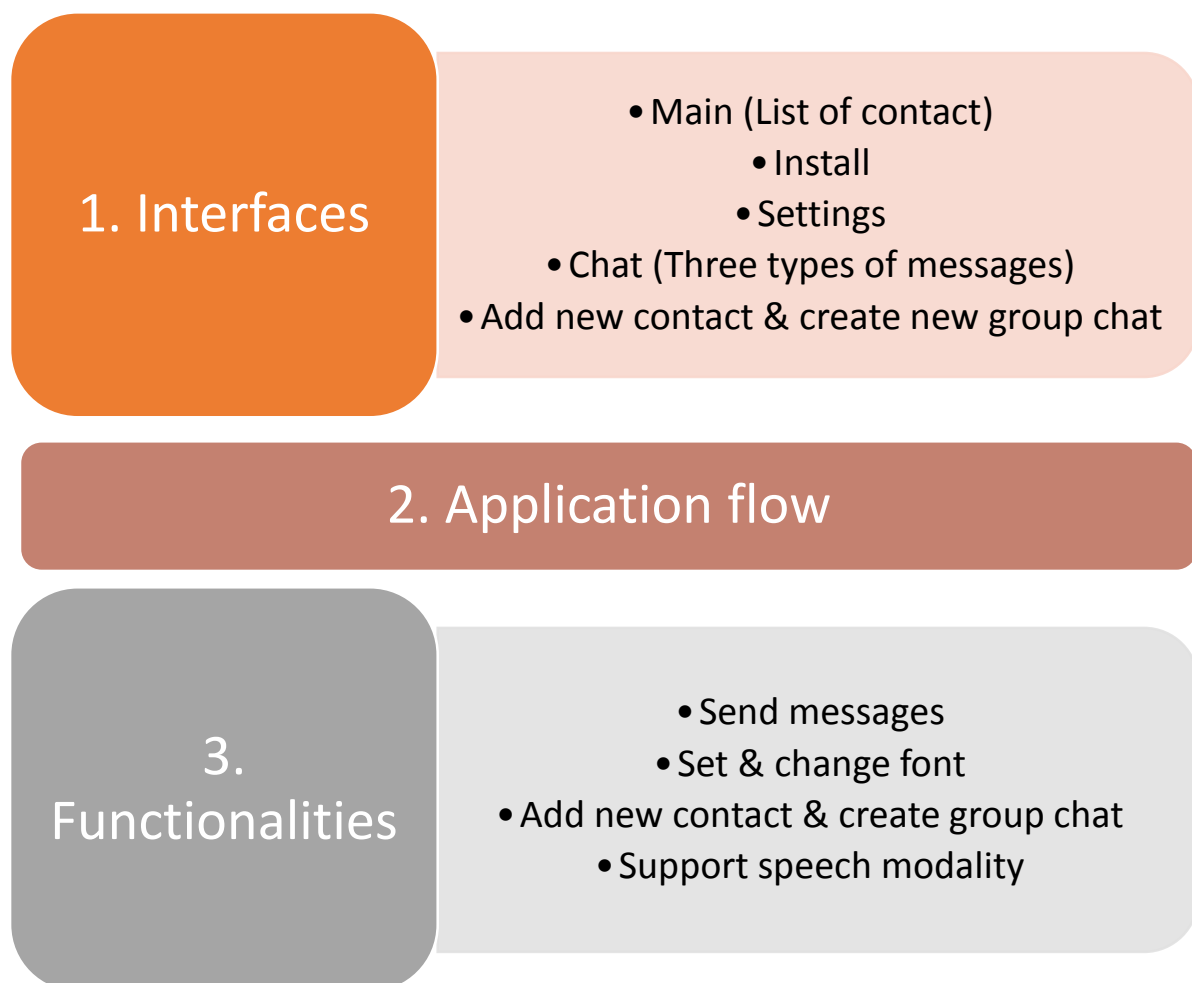 1. Interfaces
• Main (List of contact)
• Install
• Settings
• Chat (Three types of messages)
• Add new contact & create new group chat
2. Application flow
3.
Functionalities
• Send messages
• Set & change font
• Add new contact & create group chat
• Support speech modality